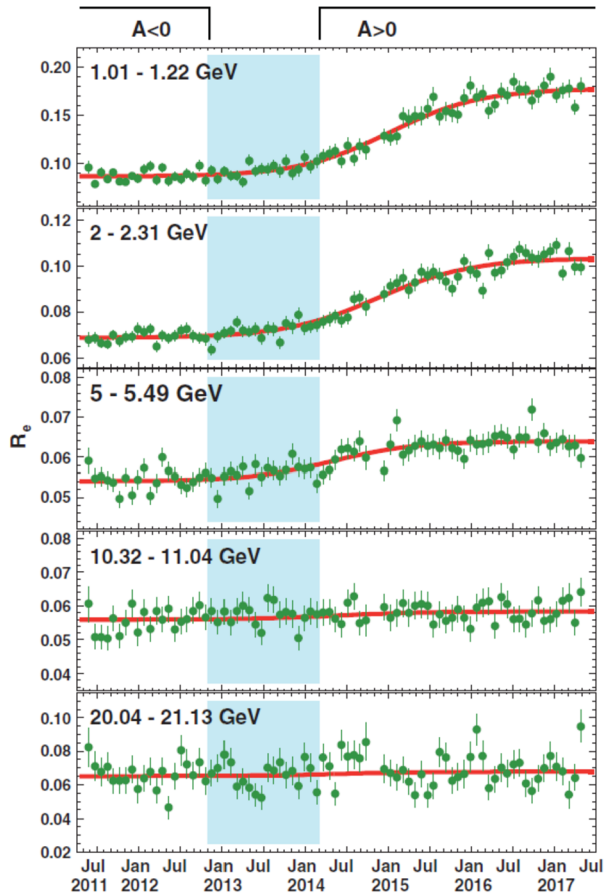 A<0 A>0
1.01 - 1.22 GeV
0.20
0.15
0.10
2 - 2.31 GeV
0.12
0.10
0.08
0.06
5 - 5.49 GeV
0.08
0.07
0.06
0.05
R_e
10.32 - 11.04 GeV
0.08
0.07
0.06
0.05
0.04
20.04 - 21.13 GeV
0.10
0.08
0.06
0.04
0.02
Jul Jan Jul Jan Jul Jan Jul Jan Jul Jan Jul Jan
2011 2012 2013 2014 2015 2016 2017